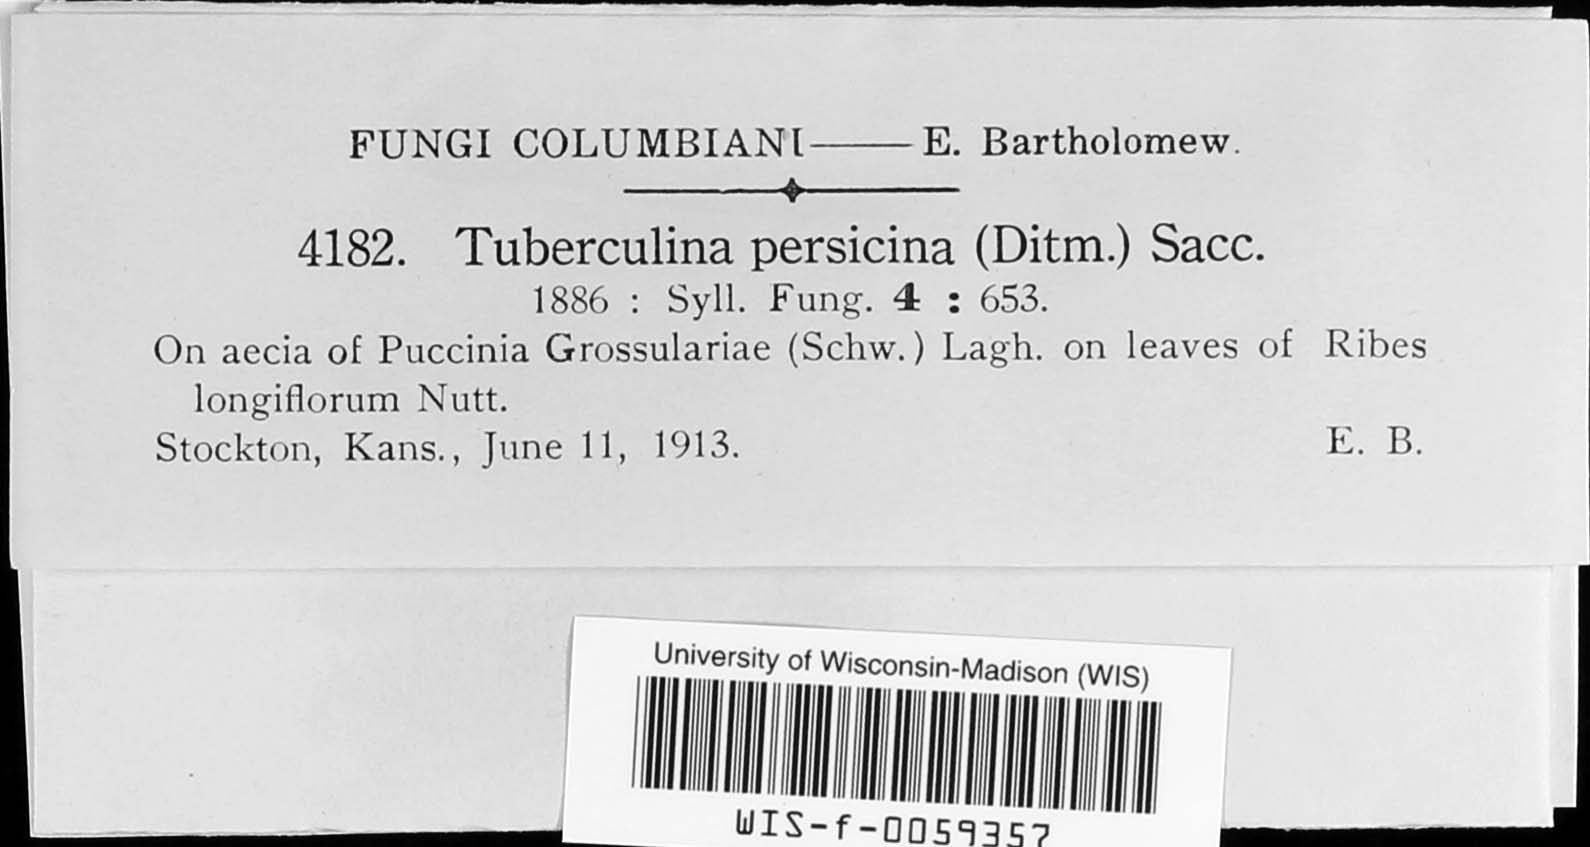 FUNGI COLUMBIANI—— E. Bartholomew.
4182. Tuberculina persicina (Ditm.) Sacc.
1886 : Syll. Fung. 4 : 653.
On aecia of Puccinia Grossulariae (Schw.) Lagh. on leaves of Ribes
longiflorum Nutt.
Stockton, Kans., June 11, 1913. E. B.
University of Wisconsin-Madison (WIS)
WIS-f-0059357